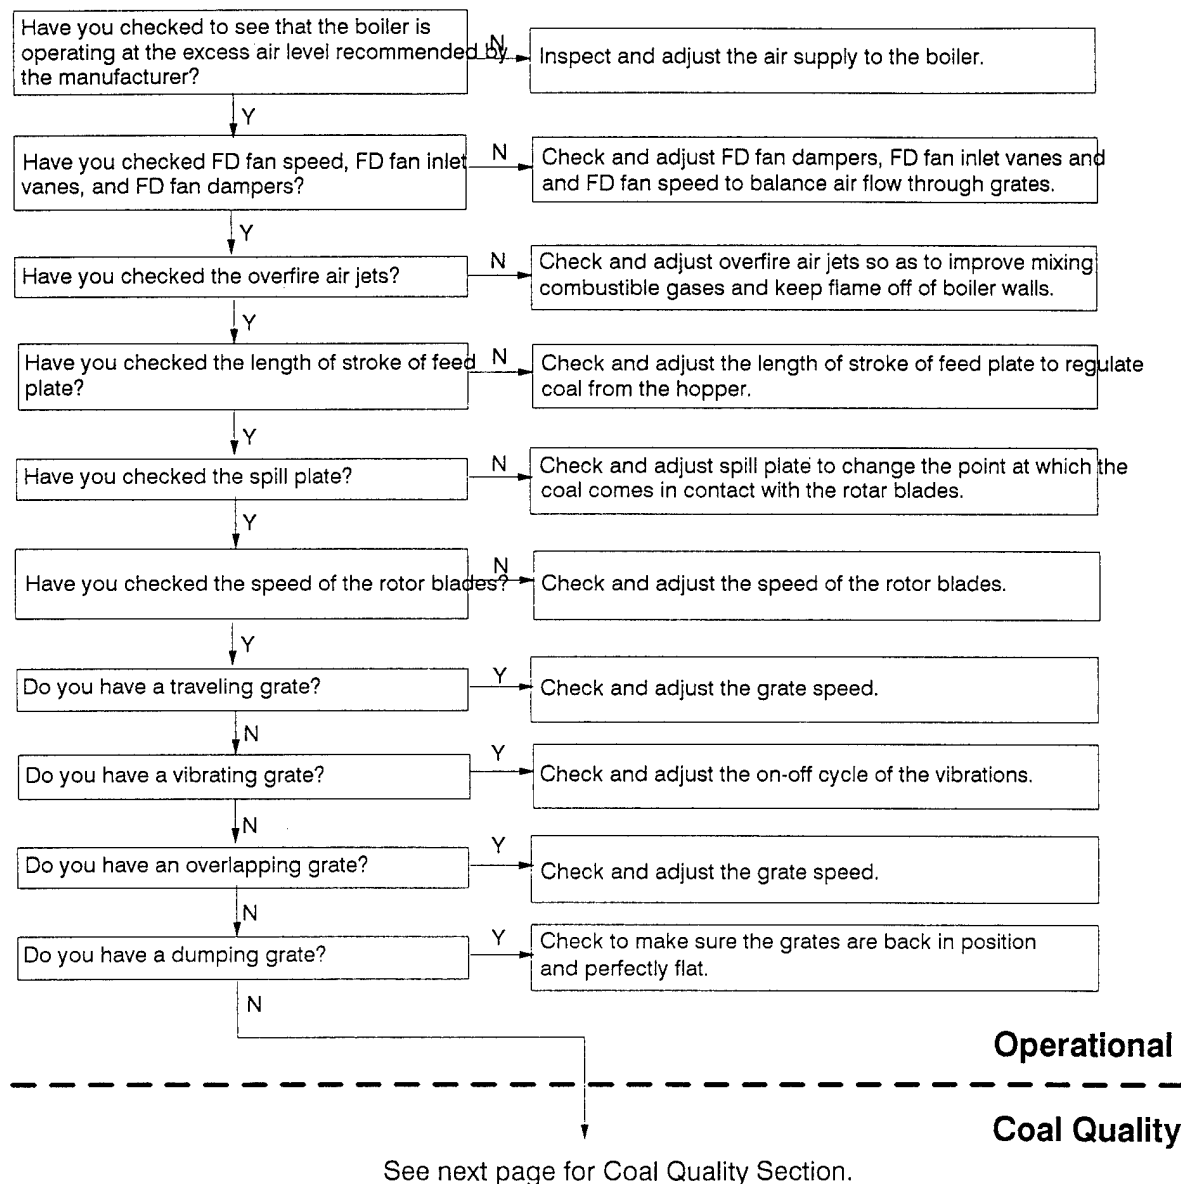 Have you checked to see that the boiler is
operating at the excess air level recommended by
the manufacturer?
N
Inspect and adjust the air supply to the boiler.
Y
Have you checked FD fan speed, FD fan inlet
vanes, and FD fan dampers?
N
Check and adjust FD fan dampers, FD fan inlet vanes and
and FD fan speed to balance air flow through grates.
Y
Have you checked the overfire air jets?
N
Check and adjust overfire air jets so as to improve mixing
combustible gases and keep flame off of boiler walls.
Y
Have you checked the length of stroke of feed
plate?
N
Check and adjust the length of stroke of feed plate to regulate
coal from the hopper.
Y
Have you checked the spill plate?
N
Check and adjust spill plate to change the point at which the
coal comes in contact with the rotar blades.
Y
Have you checked the speed of the rotor blades?
N
Check and adjust the speed of the rotor blades.
Y
Do you have a traveling grate?
Y
Check and adjust the grate speed.
N
Do you have a vibrating grate?
Y
Check and adjust the on-off cycle of the vibrations.
N
Do you have an overlapping grate?
Y
Check and adjust the grate speed.
N
Do you have a dumping grate?
Y
Check to make sure the grates are back in position
and perfectly flat.
N
Operational
Coal Quality
See next page for Coal Quality Section.